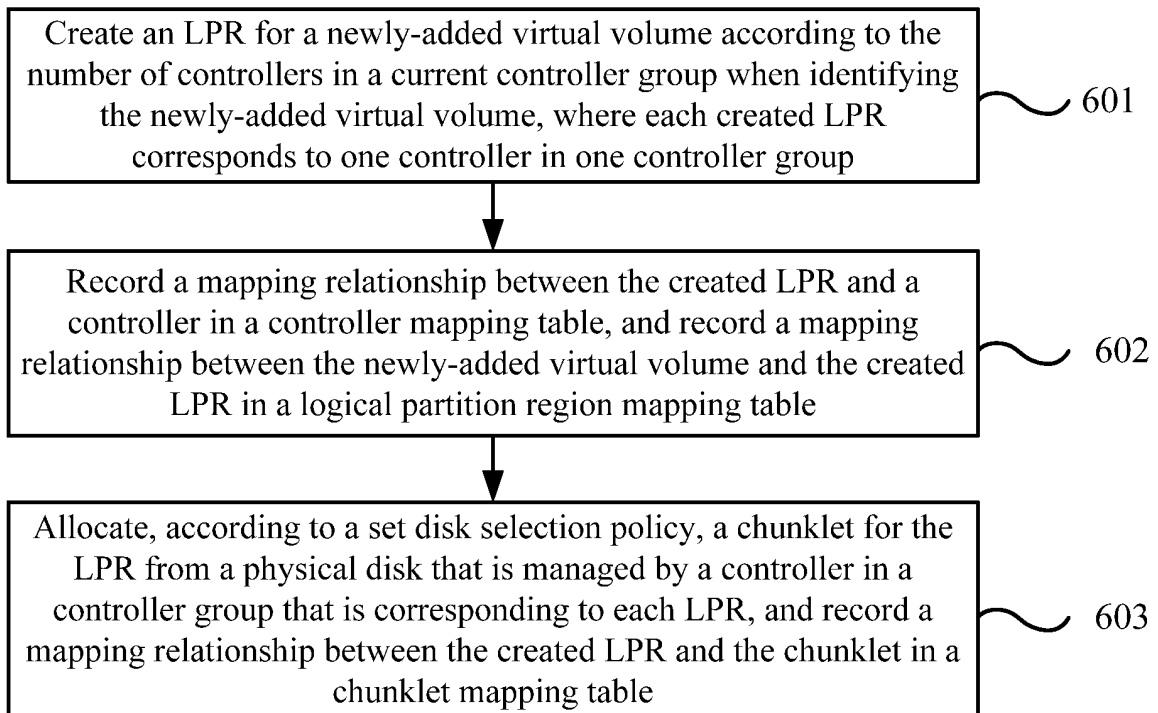 Create an LPR for a newly-added virtual volume according to the
number of controllers in a current controller group when identifying
the newly-added virtual volume, where each created LPR
corresponds to one controller in one controller group
601
Record a mapping relationship between the created LPR and a
controller in a controller mapping table, and record a mapping
relationship between the newly-added virtual volume and the created
LPR in a logical partition region mapping table
602
Allocate, according to a set disk selection policy, a chunklet for the
LPR from a physical disk that is managed by a controller in a
controller group that is corresponding to each LPR, and record a
mapping relationship between the created LPR and the chunklet in a
chunklet mapping table
603